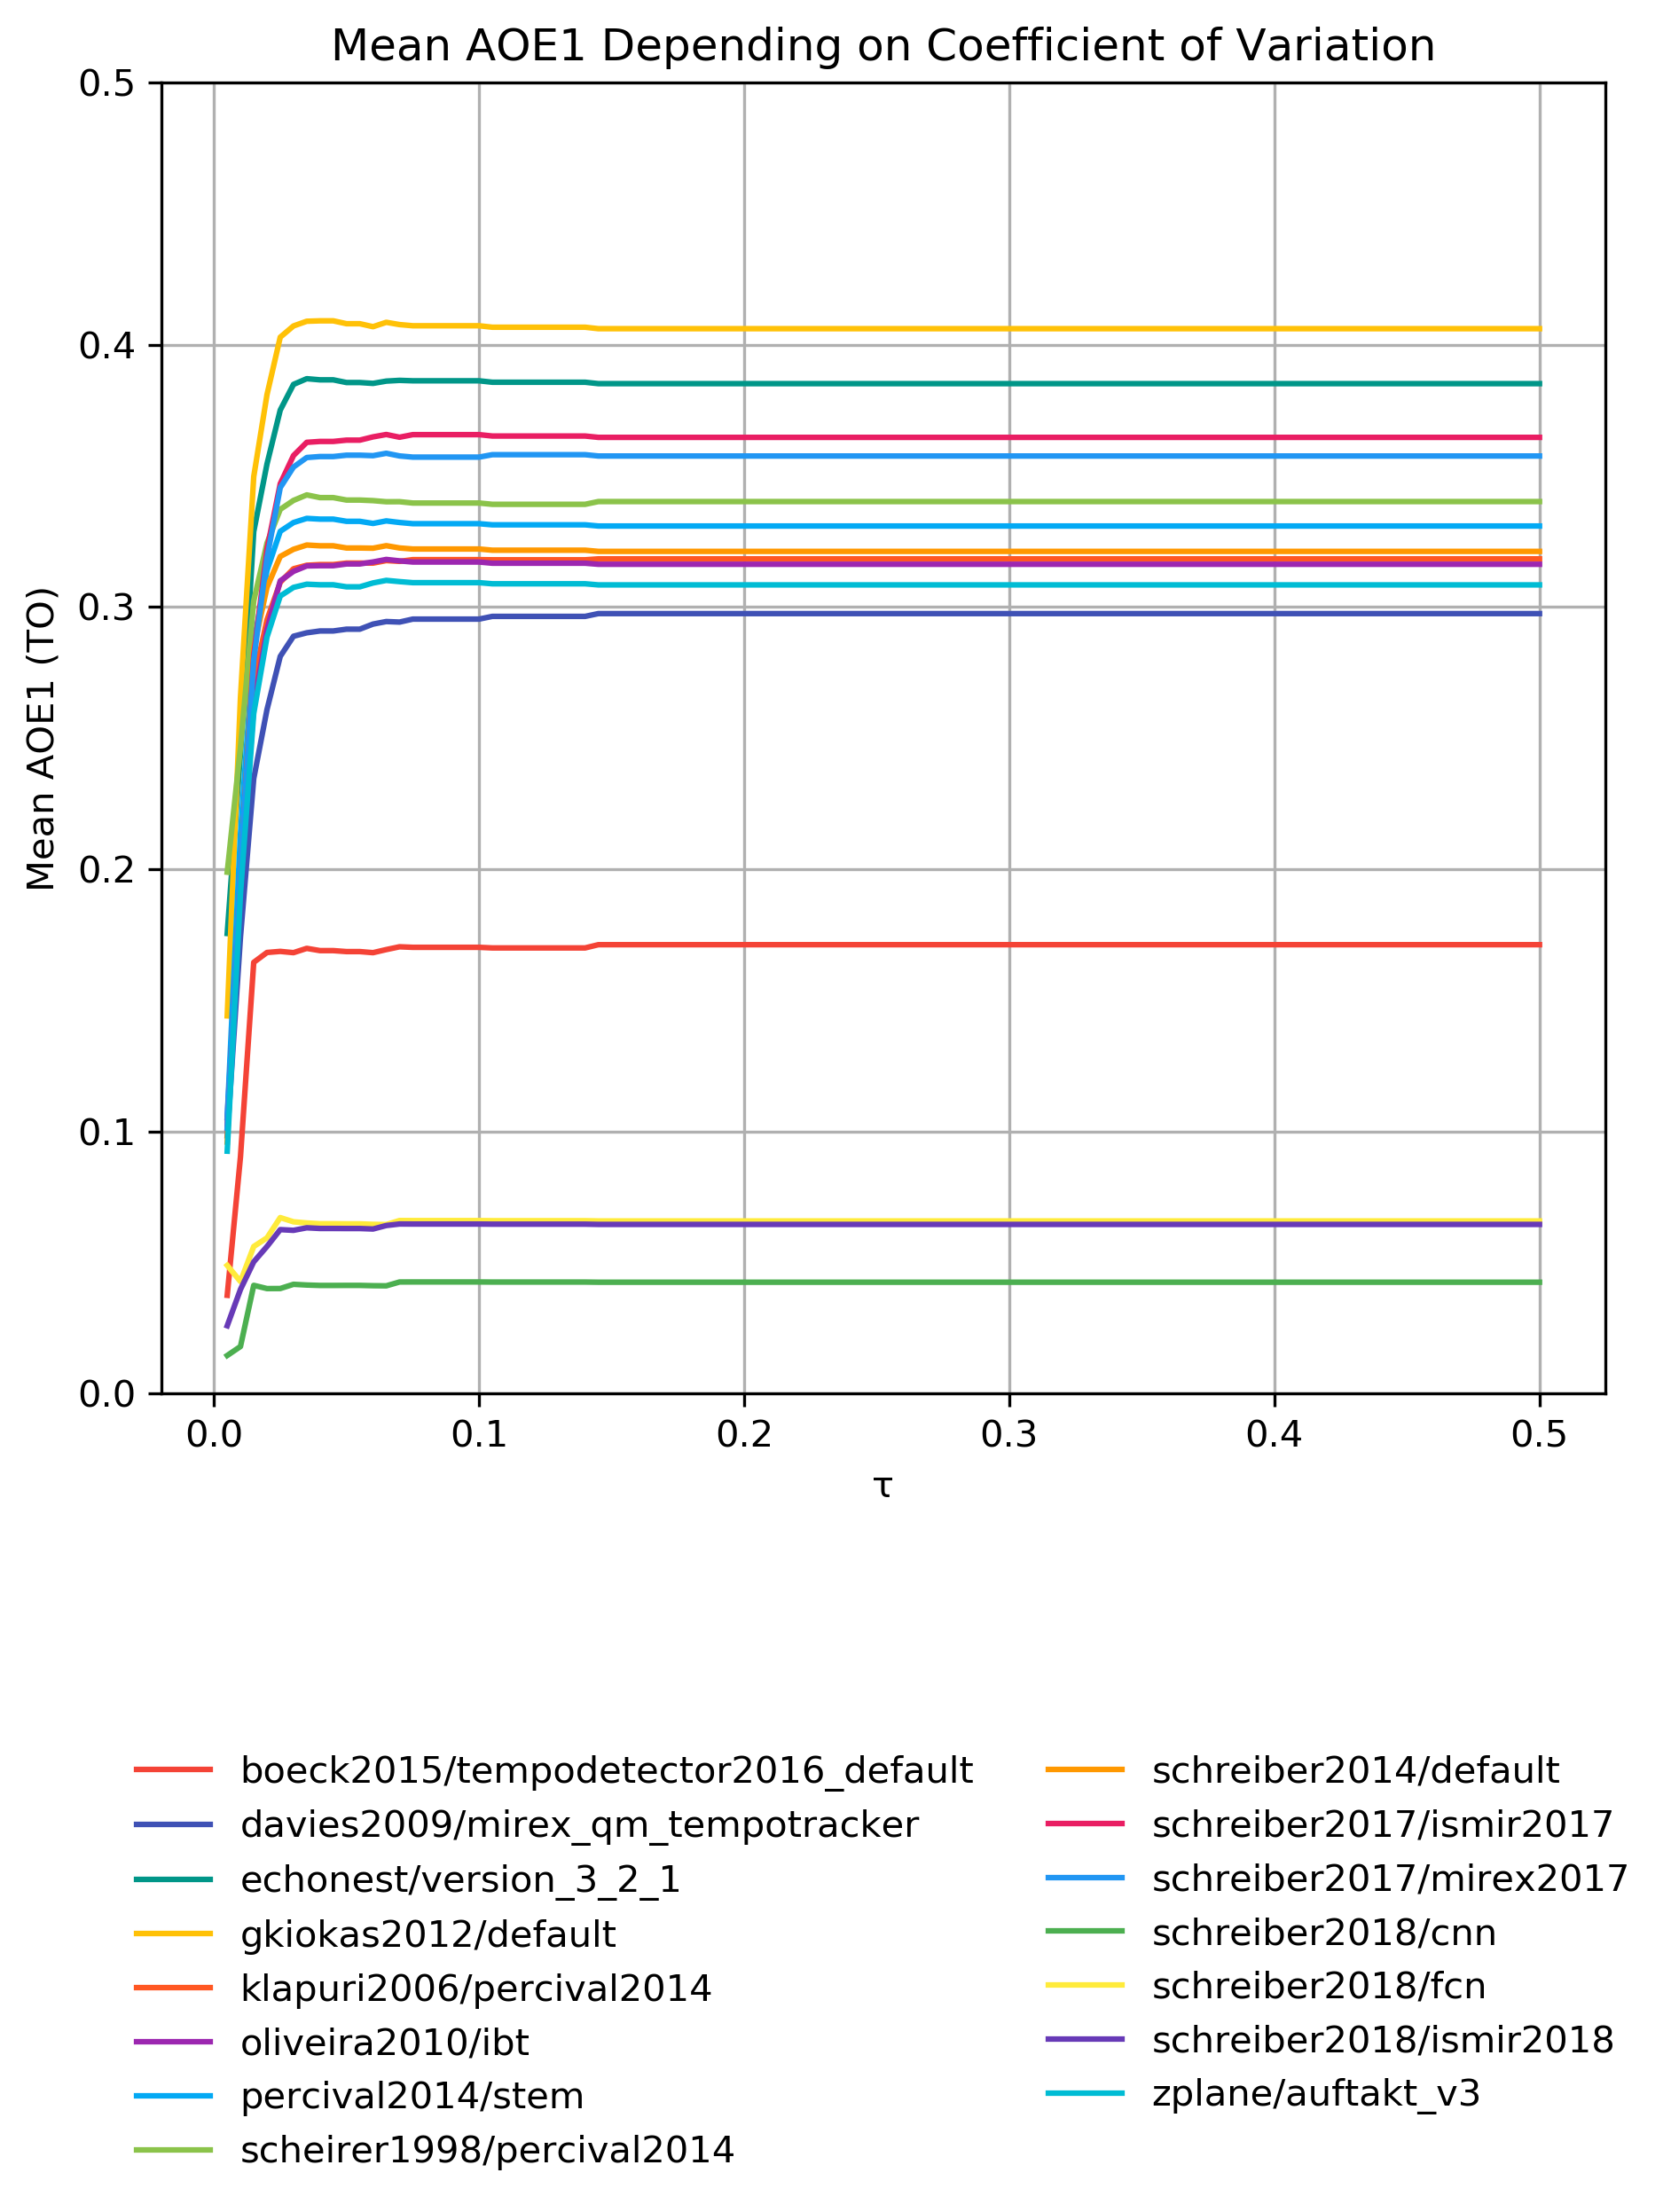 Mean AOE1 Depending on Coefficient of Variation
0.5
0.4
0.3
0.2
0.1
0.0
Mean AOE1 (TO)
0.0 0.1 0.2 0.3 0.4 0.5
τ
boeck2015/tempodetector2016_default
davies2009/mirex_qm_tempotracker
echonest/version_3_2_1
gkiokas2012/default
klapuri2006/percival2014
oliveira2010/ibt
percival2014/stem
scheirer1998/percival2014
schreiber2014/default
schreiber2017/ismir2017
schreiber2017/mirex2017
schreiber2018/cnn
schreiber2018/fcn
schreiber2018/ismir2018
zplane/auftakt_v3